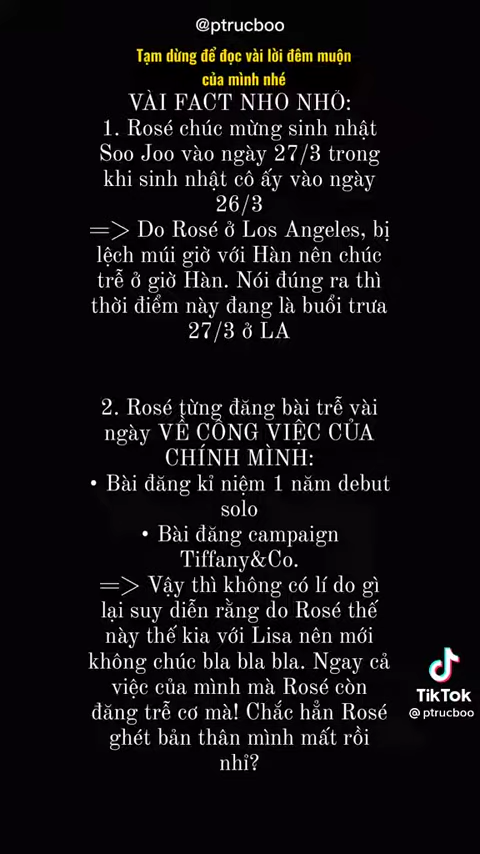 @ptrucboo
Tạm dừng để đọc vài lời đêm muộn
của mình nhé
VÀI FACT NHO NHỎ:
1. Rosé chúc mừng sinh nhật
Soo Joo vào ngày 27/3 trong
khi sinh nhật cô ấy vào ngày
26/3
=> Do Rosé ở Los Angeles, bị
lệch múi giờ với Hàn nên chúc
trễ ở giờ Hàn. Nói đúng ra thì
thời điểm này đang là buổi trưa
27/3 ở LA
2. Rosé từng đăng bài trễ vài
ngày VỀ CÔNG VIỆC CỦA
CHÍNH MÌNH:
• Bài đăng kỉ niệm 1 năm debut
solo
• Bài đăng campaign
Tiffany&Co.
=> Vậy thì không có lí do gì
lại suy diễn rằng do Rosé thế
này thế kia với Lisa nên mới
không chúc bla bla bla. Ngay cả
việc của mình mà Rosé còn
đăng trễ cơ mà! Chắc hẳn Rosé
ghét bản thân mình mất rồi
nhỉ?
TikTok
@ptrucboo